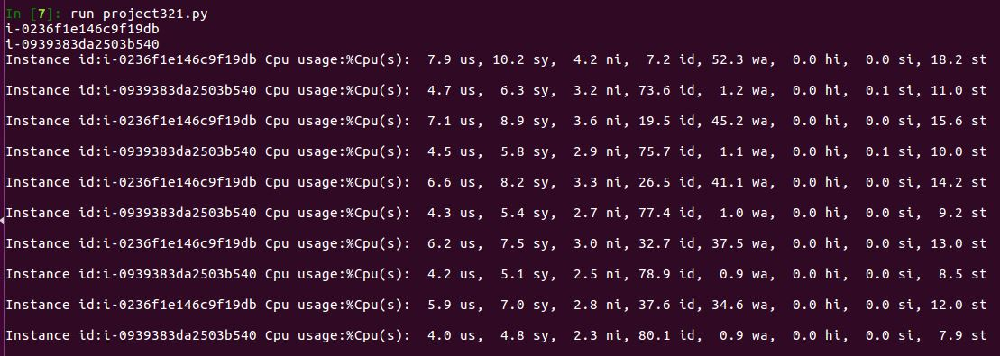 In [7]: run project321.py
i-0236f1e146c9f19db
i-0939383da2503b540
Instance id:i-0236f1e146c9f19db Cpu usage:%Cpu(s):  7.9 us, 10.2 sy,  4.2 ni,  7.2 id, 52.3 wa,  0.0 hi,  0.0 si, 18.2 st
Instance id:i-0939383da2503b540 Cpu usage:%Cpu(s):  4.7 us,  6.3 sy,  3.2 ni, 73.6 id,  1.2 wa,  0.0 hi,  0.1 si, 11.0 st
Instance id:i-0236f1e146c9f19db Cpu usage:%Cpu(s):  7.1 us,  8.9 sy,  3.6 ni, 19.5 id, 45.2 wa,  0.0 hi,  0.0 si, 15.6 st
Instance id:i-0939383da2503b540 Cpu usage:%Cpu(s):  4.5 us,  5.8 sy,  2.9 ni, 75.7 id,  1.1 wa,  0.0 hi,  0.1 si, 10.0 st
Instance id:i-0236f1e146c9f19db Cpu usage:%Cpu(s):  6.6 us,  8.2 sy,  3.3 ni, 26.5 id, 41.1 wa,  0.0 hi,  0.0 si, 14.2 st
Instance id:i-0939383da2503b540 Cpu usage:%Cpu(s):  4.3 us,  5.4 sy,  2.7 ni, 77.4 id,  1.0 wa,  0.0 hi,  0.0 si,  9.2 st
Instance id:i-0236f1e146c9f19db Cpu usage:%Cpu(s):  6.2 us,  7.5 sy,  3.0 ni, 32.7 id, 37.5 wa,  0.0 hi,  0.0 si, 13.0 st
Instance id:i-0939383da2503b540 Cpu usage:%Cpu(s):  4.2 us,  5.1 sy,  2.5 ni, 78.9 id,  0.9 wa,  0.0 hi,  0.0 si,  8.5 st
Instance id:i-0236f1e146c9f19db Cpu usage:%Cpu(s):  5.9 us,  7.0 sy,  2.8 ni, 37.6 id, 34.6 wa,  0.0 hi,  0.0 si, 12.0 st
Instance id:i-0939383da2503b540 Cpu usage:%Cpu(s):  4.0 us,  4.8 sy,  2.3 ni, 80.1 id,  0.9 wa,  0.0 hi,  0.0 si,  7.9 st